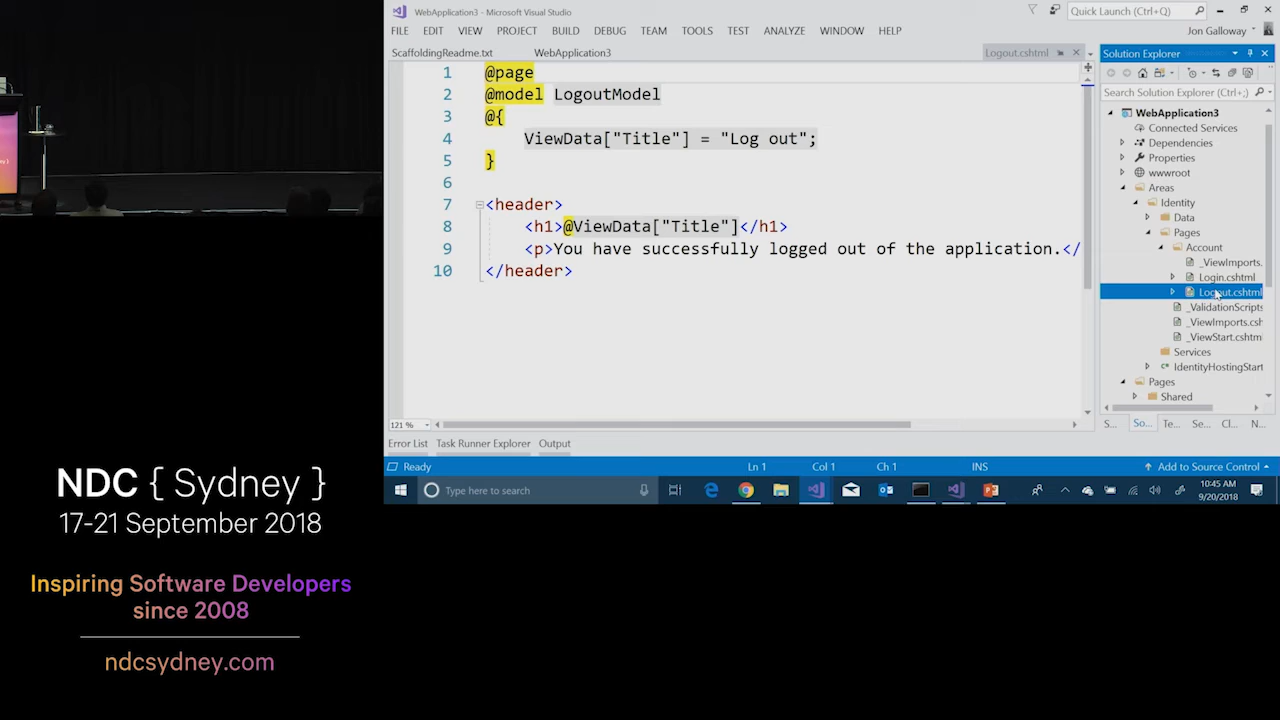 WebApplication3 - Microsoft Visual Studio
Quick Launch (Ctrl+Q)
FILE EDIT VIEW PROJECT BUILD DEBUG TEAM TOOLS TEST ANALYZE WINDOW HELP
Jon Galloway
ScaffoldingReadme.txt WebApplication3 Logout.cshtml
1 @page
2 @model LogoutModel
3 @{
4 ViewData["Title"] = "Log out";
5 }
6
7 <header>
8 <h1>@ViewData["Title"]</h1>
9 <p>You have successfully logged out of the application.</
10 </header>
121 %
Error List Task Runner Explorer Output
Solution Explorer
Search Solution Explorer (Ctrl+;)
WebApplication3
Connected Services
Dependencies
Properties
wwwroot
Areas
Identity
Data
Pages
Account
_ViewImports.
Login.cshtml
Logout.cshtml
_ValidationScripts
_ViewImports.csh
_ViewStart.cshtm
Services
IdentityHostingStart
Pages
Shared
S... So... Te... Se... Cl... N...
Ready Ln 1 Col 1 Ch 1 INS Add to Source Control
Type here to search
10:45 AM
9/20/2018
NDC { Sydney }
17-21 September 2018
Inspiring Software Developers
since 2008
ndcsydney.com